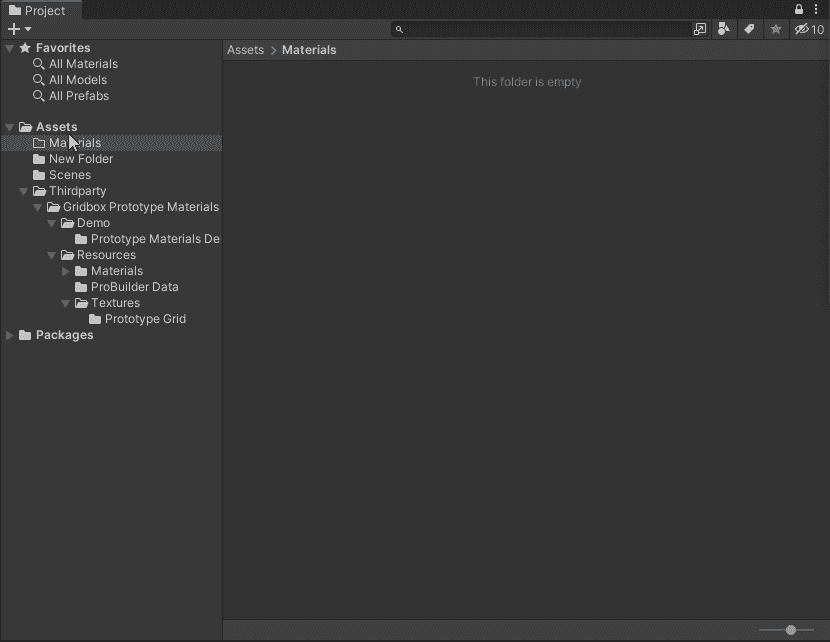 Project
10
Favorites
Assets > Materials
All Materials
This folder is empty
All Models
All Prefabs
Assets
Materials
New Folder
Scenes
Thirdparty
Gridbox Prototype Materials
Demo
Prototype Materials De
Resources
Materials
ProBuilder Data
Textures
Prototype Grid
Packages